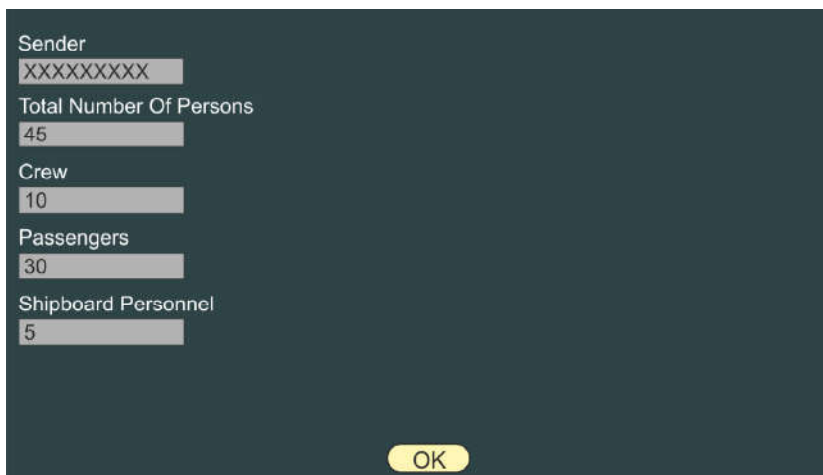 Sender
XXXXXXXXX
Total Number Of Persons
45
Crew
10
Passengers
30
Shipboard Personnel
5
OK